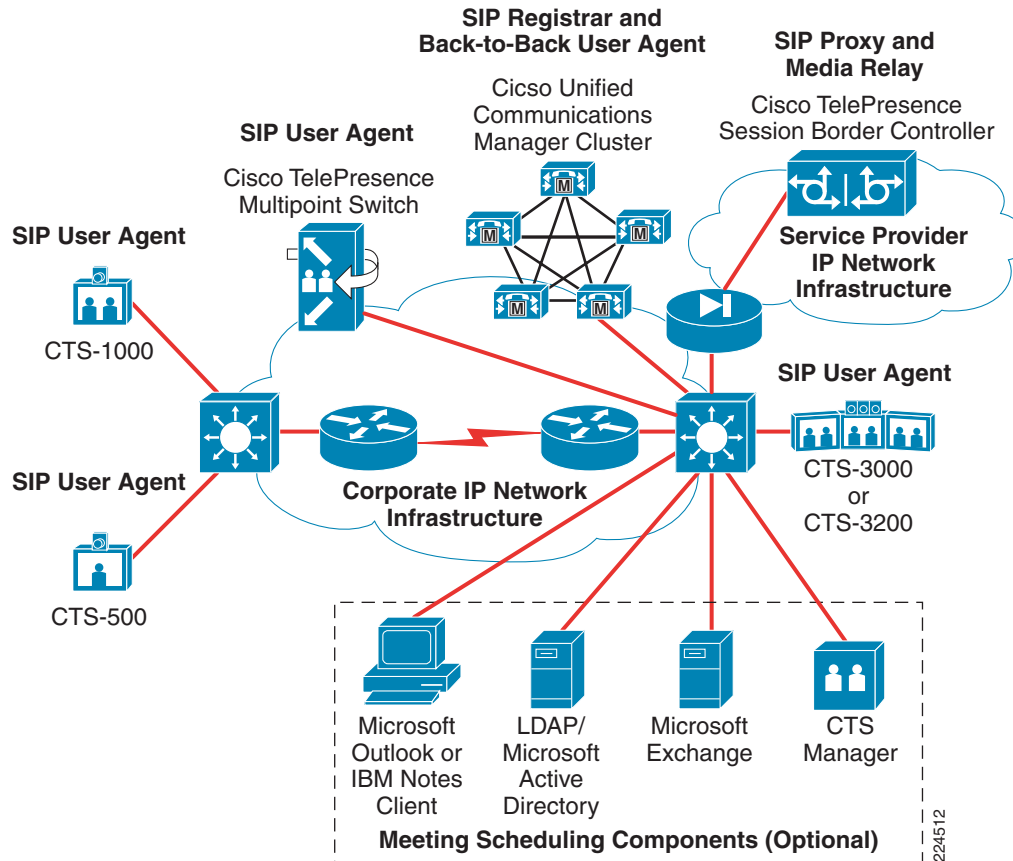 SIP Registrar and
Back-to-Back User Agent
Cicso Unified
Communications
Manager Cluster
SIP Proxy and
Media Relay
Cisco TelePresence
Session Border Controller
SIP User Agent
Cisco TelePresence
Multipoint Switch
M
M
M
M
M
Service Provider
IP Network
Infrastructure
SIP User Agent
CTS-1000
SIP User Agent
CTS-3000
or
CTS-3200
SIP User Agent
CTS-500
Corporate IP Network
Infrastructure
Microsoft
Outlook or
IBM Notes
Client
LDAP/
Microsoft
Active
Directory
Microsoft
Exchange
CTS
Manager
Meeting Scheduling Components (Optional)
224512